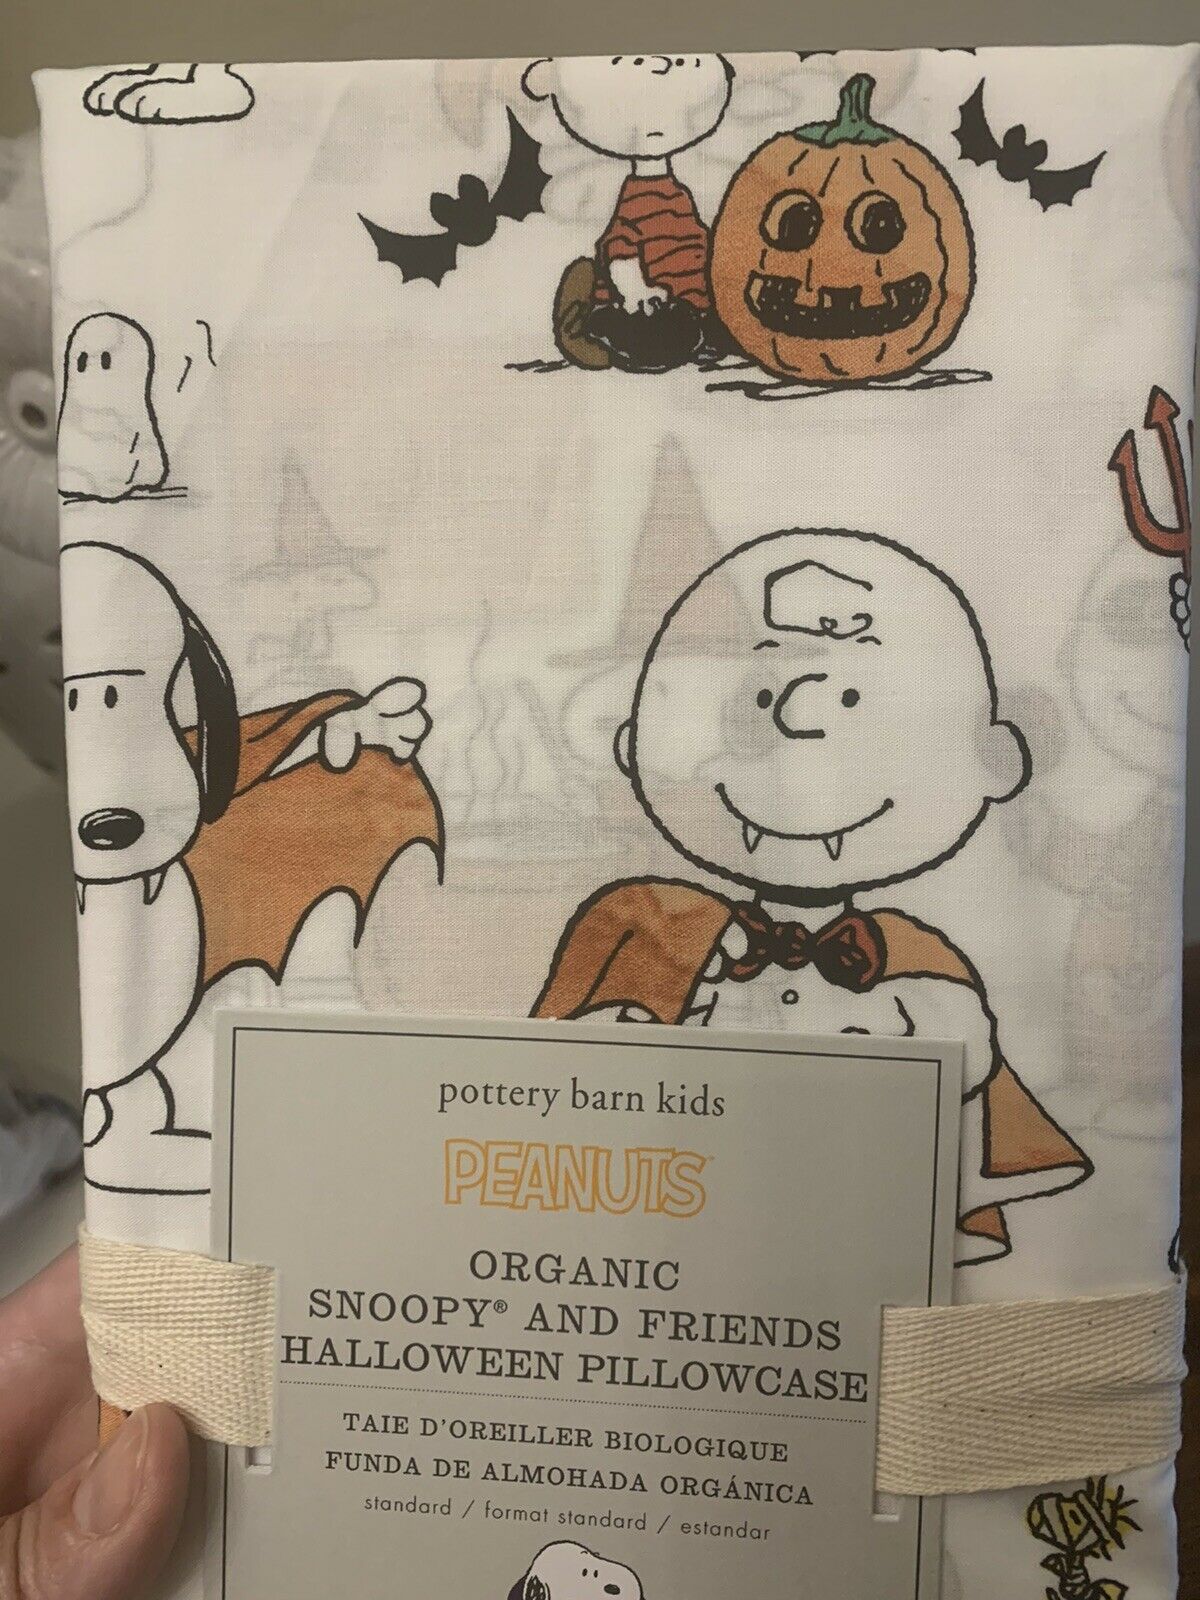 pottery barn kids
PEANUTS™
ORGANIC
SNOOPY® AND FRIENDS
HALLOWEEN PILLOWCASE
TAIE D'OREILLER BIOLOGIQUE
FUNDA DE ALMOHADA ORGÁNICA
standard / format standard / estandar